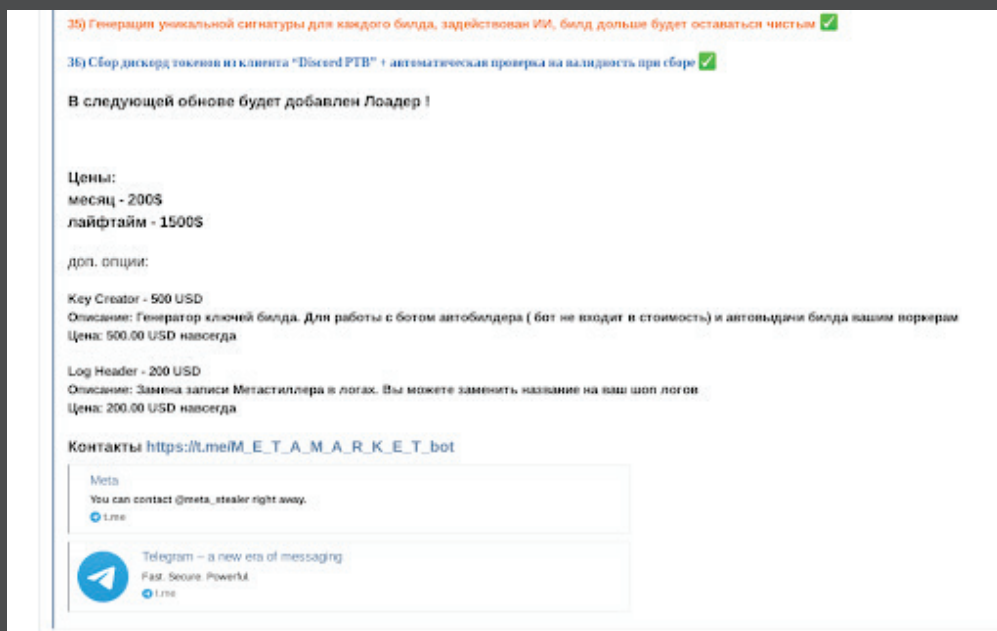 35) Генерация уникальной сигнатуры для каждого билда, задействован ИИ, билд дольше будет оставаться чистым ✅
36) Сбор дискорд токенов из клиента “Discord PTB” + автоматическая проверка на валидность при сборе ✅
В следующей обнове будет добавлен Лоадер !
Цены:
месяц - 200$
лайфтайм - 1500$
доп. опции:
Key Creator - 500 USD
Описание: Генератор ключей билда. Для работы с ботом автобилдера ( бот не входит в стоимость) и автовыдачи билда вашим воркерам
Цена: 500.00 USD навсегда
Log Header - 200 USD
Описание: Замена записи Метастиллера в логах. Вы можете заменить название на ваш шоп логов
Цена: 200.00 USD навсегда
Контакты https://t.me/M_E_T_A_M_A_R_K_E_T_bot
Meta
You can contact @meta_stealer right away.
t.me
Telegram – a new era of messaging
Fast. Secure. Powerful.
t.me